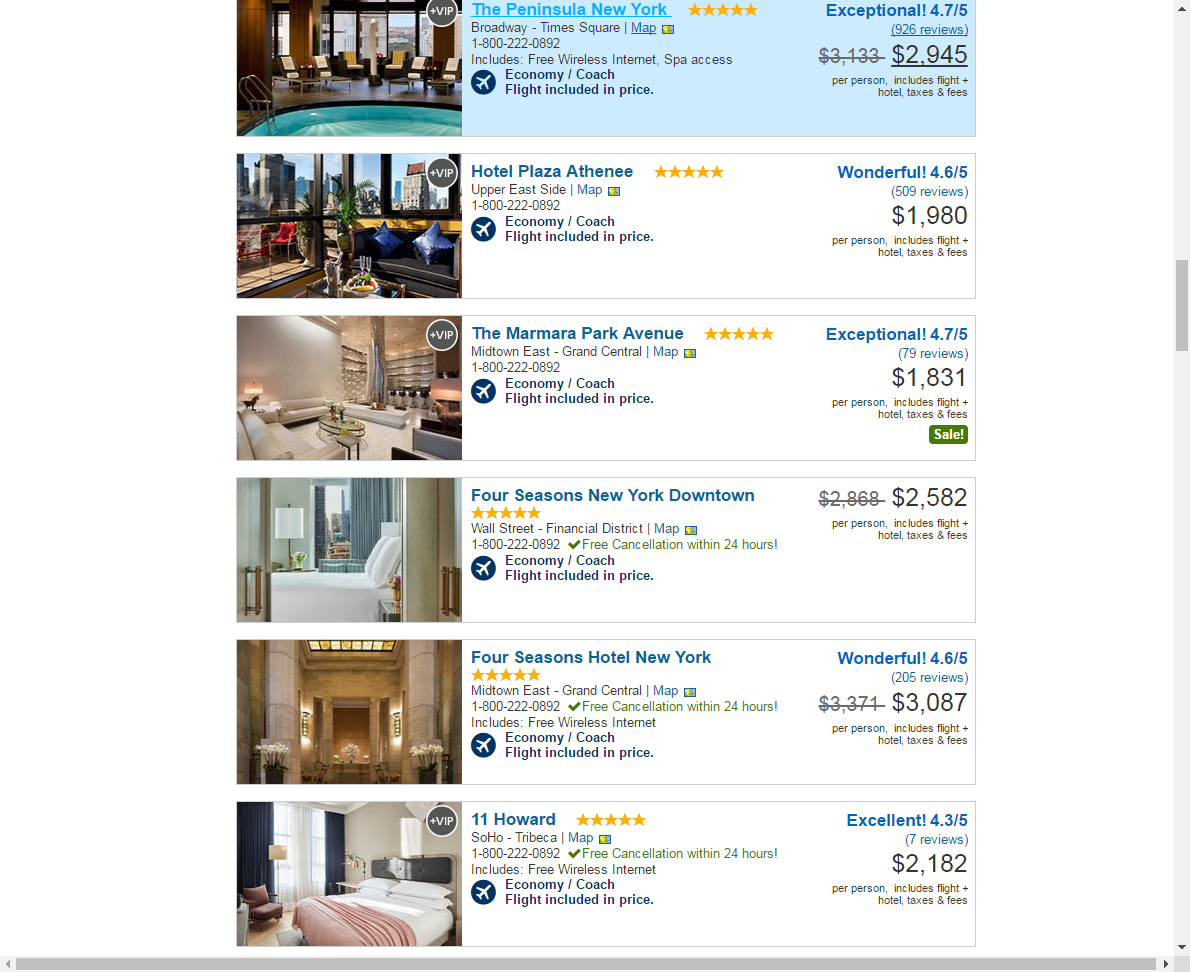 +VIP
The Peninsula New York
Broadway - Times Square | Map
1-800-222-0892
Includes: Free Wireless Internet, Spa access
Economy / Coach
Flight included in price.
Exceptional! 4.7/5
(926 reviews)
$3,133 $2,945
per person, includes flight +
hotel, taxes & fees
+VIP
Hotel Plaza Athenee
Upper East Side | Map
1-800-222-0892
Economy / Coach
Flight included in price.
Wonderful! 4.6/5
(509 reviews)
$1,980
per person, includes flight +
hotel, taxes & fees
+VIP
The Marmara Park Avenue
Midtown East - Grand Central | Map
1-800-222-0892
Economy / Coach
Flight included in price.
Exceptional! 4.7/5
(79 reviews)
$1,831
per person, includes flight +
hotel, taxes & fees
Sale!
Four Seasons New York Downtown
Wall Street - Financial District | Map
1-800-222-0892 Free Cancellation within 24 hours!
Economy / Coach
Flight included in price.
$2,868 $2,582
per person, includes flight +
hotel, taxes & fees
Four Seasons Hotel New York
Midtown East - Grand Central | Map
1-800-222-0892 Free Cancellation within 24 hours!
Includes: Free Wireless Internet
Economy / Coach
Flight included in price.
Wonderful! 4.6/5
(205 reviews)
$3,371 $3,087
per person, includes flight +
hotel, taxes & fees
+VIP
11 Howard
SoHo - Tribeca | Map
1-800-222-0892 Free Cancellation within 24 hours!
Includes: Free Wireless Internet
Economy / Coach
Flight included in price.
Excellent! 4.3/5
(7 reviews)
$2,182
per person, includes flight +
hotel, taxes & fees